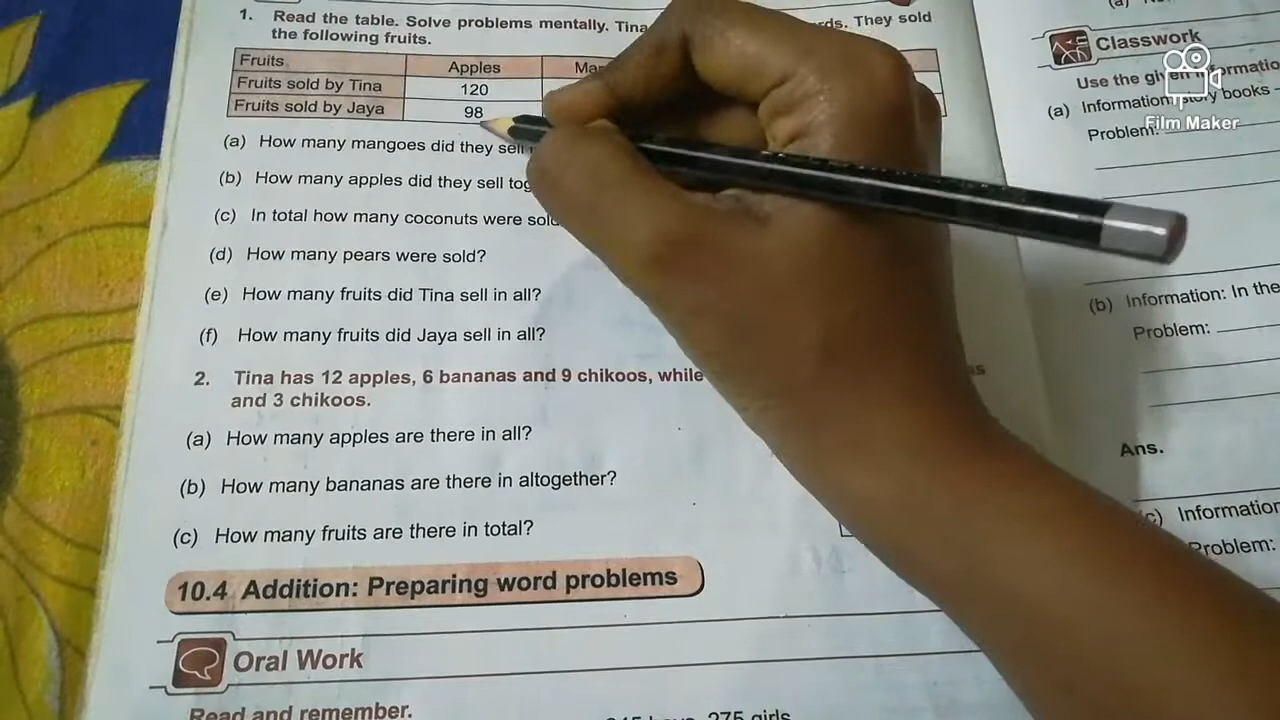 1. Read the table. Solve problems mentally. Tina They sold
the following fruits.
Fruits Apples
Fruits sold by Tina 120
Fruits sold by Jaya 98
(a) How many mangoes did they sell
(b) How many apples did they sell
(c) In total how many coconuts were
(d) How many pears were sold?
(e) How many fruits did Tina sell in all?
(f) How many fruits did Jaya sell in all?
2. Tina has 12 apples, 6 bananas and 9 chikoos, while
and 3 chikoos.
(a) How many apples are there in all?
(b) How many bananas are there in altogether?
(c) How many fruits are there in total?
10.4 Addition: Preparing word problems
Oral Work
Read and remember.
275 girls
Classwork
Use the given
(a) Information books
Problem:
Film Maker
(b) Information: In the
Problem:
Ans.
(c) Information
Problem: